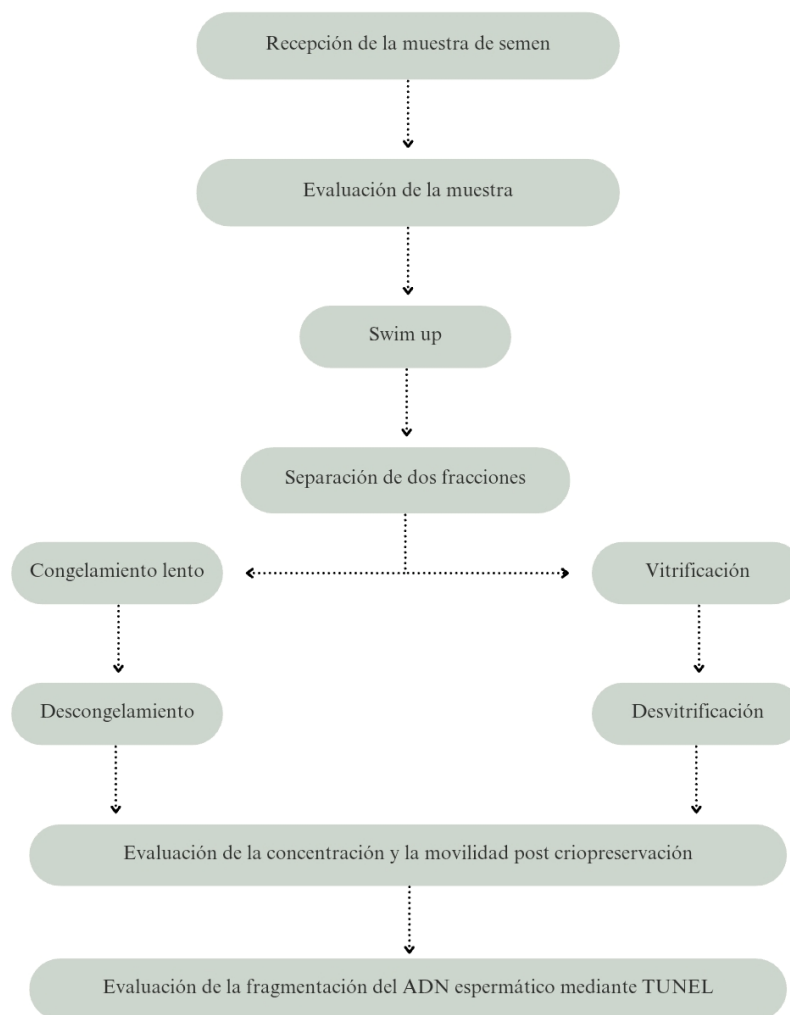 Recepción de la muestra de semen
Evaluación de la muestra
Swim up
Separación de dos fracciones
Congelamiento lento
Vitrificación
Descongelamiento
Desvitrificación
Evaluación de la concentración y la movilidad post criopreservación
Evaluación de la fragmentación del ADN espermático mediante TUNEL